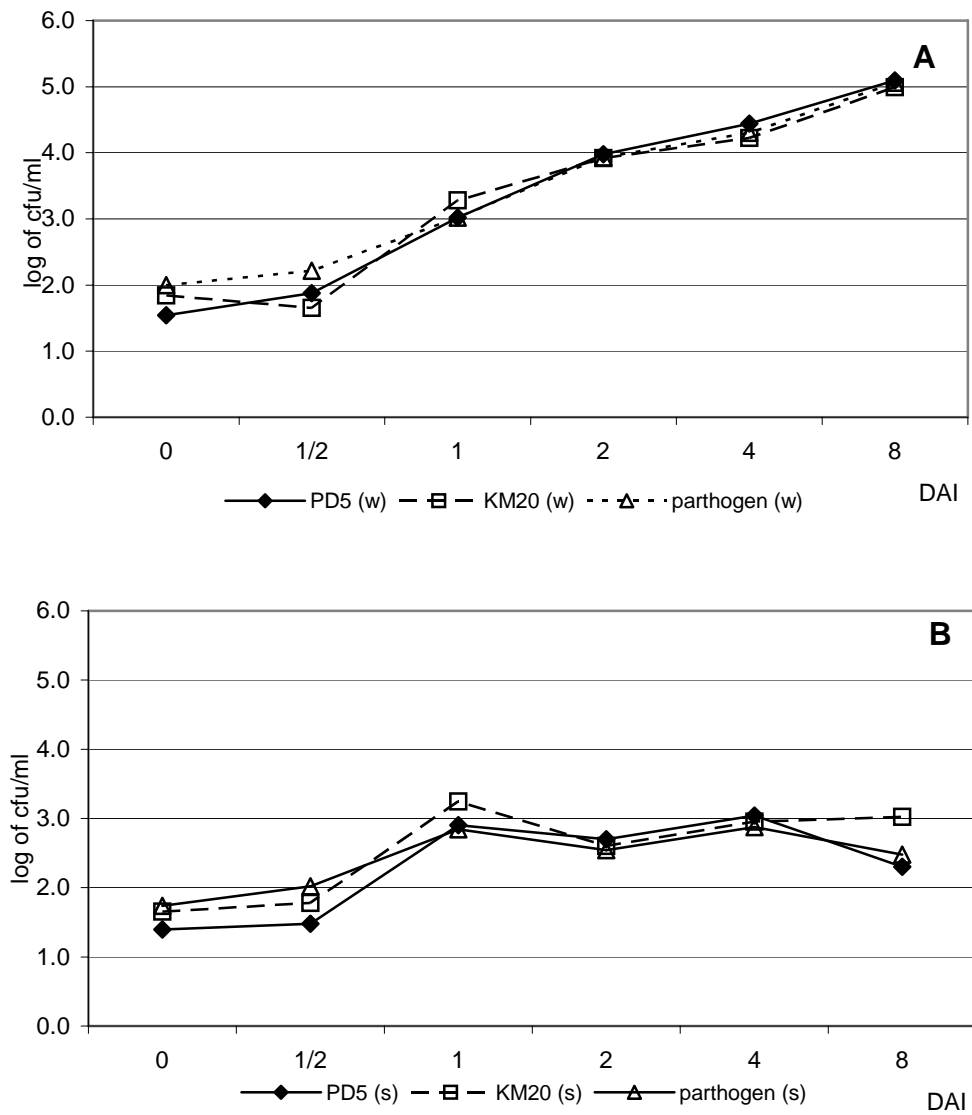 6.0
A
5.0
4.0
3.0
2.0
1.0
0.0
log of cfu/ml
0 1/2 1 2 4 8
DAI
PD5 (w) KM20 (w) parthogen (w)
6.0
B
5.0
4.0
3.0
2.0
1.0
0.0
log of cfu/ml
0 1/2 1 2 4 8
PD5 (s) KM20 (s) parthogen (s)
DAI